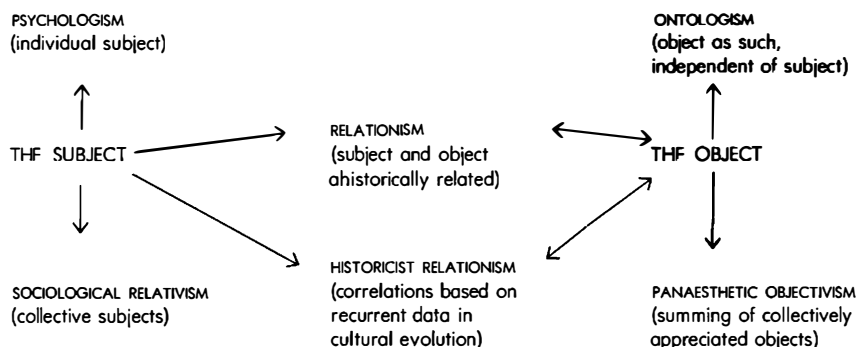 PSYCHOLOGISM
(individual subject)
ONTOLOGISM
(object as such,
independent of subject)
THF SUBJECT
RELATIONISM
(subject and object
ahistorically related)
THF OBJECT
SOCIOLOGICAL RELATIVISM
(collective subjects)
HISTORICIST RELATIONISM
(correlations based on
recurrent data in
cultural evolution)
PANAESTHETIC OBJECTIVISM
(summing of collectively
appreciated objects)